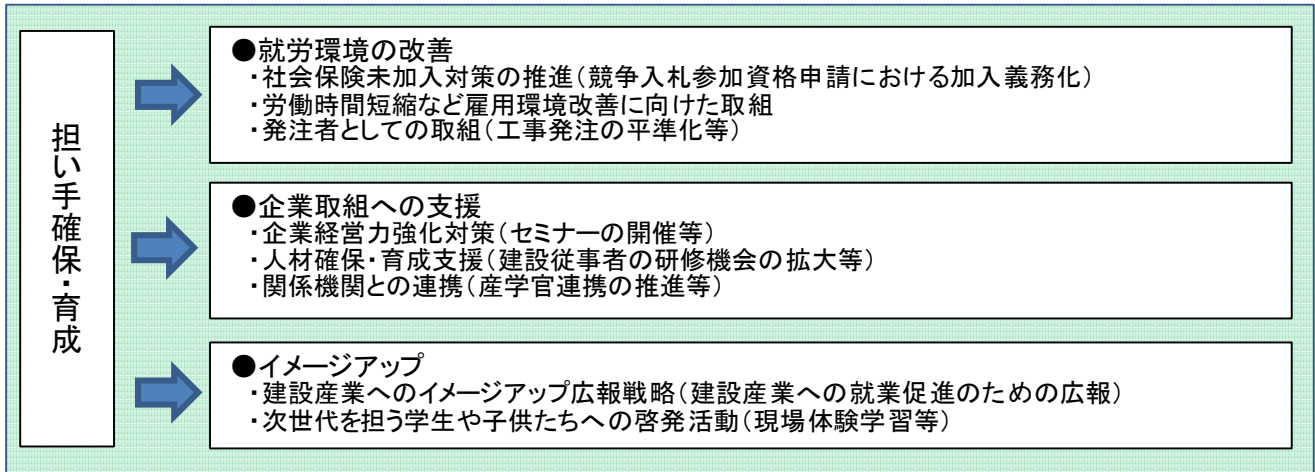 担い手確保・育成
●就労環境の改善
・社会保険未加入対策の推進(競争入札参加資格申請における加入義務化)
・労働時間短縮など雇用環境改善に向けた取組
・発注者としての取組(工事発注の平準化等)
●企業取組への支援
・企業経営力強化対策(セミナーの開催等)
・人材確保・育成支援(建設従事者の研修機会の拡大等)
・関係機関との連携(産学官連携の推進等)
●イメージアップ
・建設産業へのイメージアップ広報戦略(建設産業への就業促進のための広報)
・次世代を担う学生や子供たちへの啓発活動(現場体験学習等)